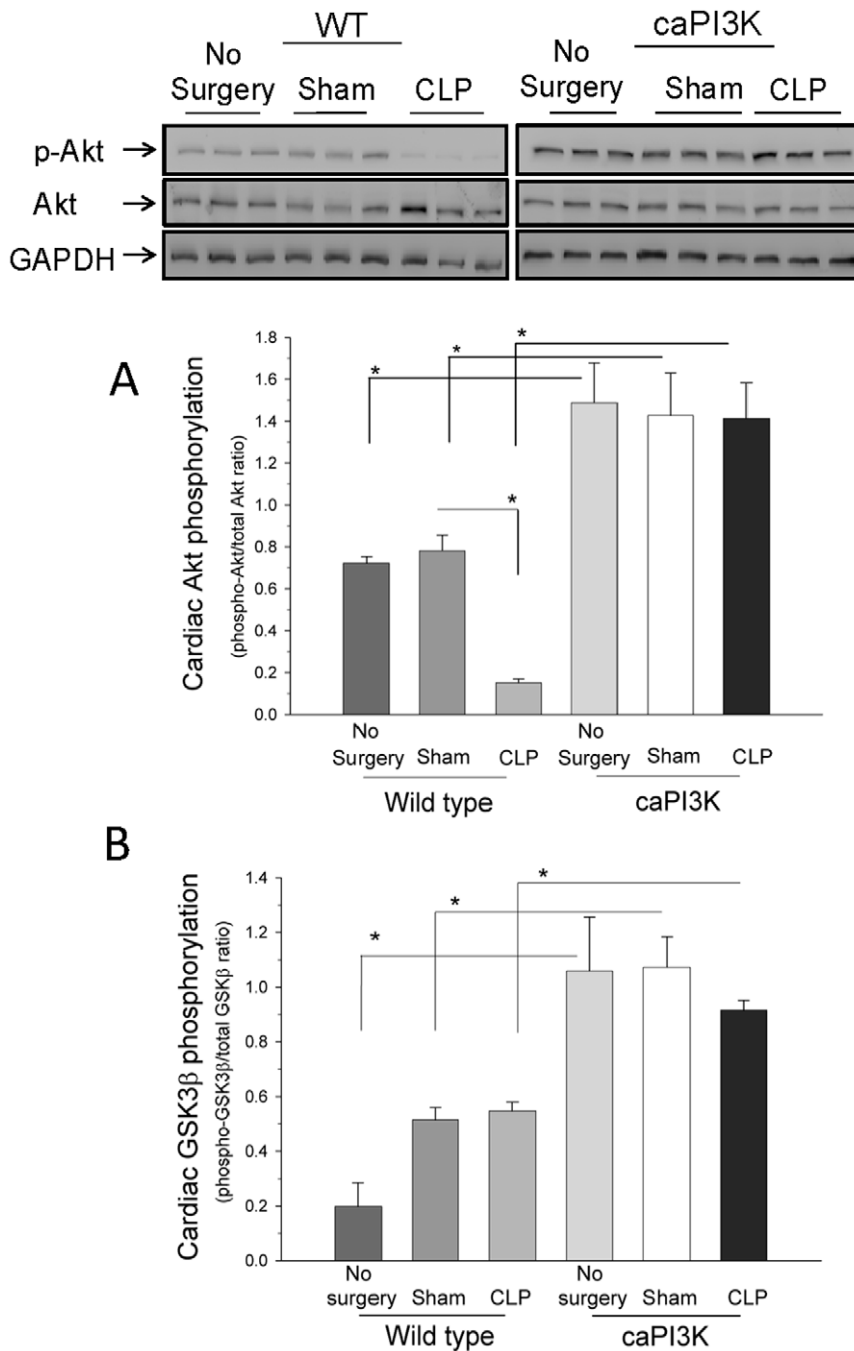 WT
caPI3K
No Surgery Sham CLP
No Surgery Sham CLP
p-Akt
Akt
GAPDH
A
Cardiac Akt phosphorylation
(phospho-Akt/total Akt ratio)
1.8
1.6
1.4
1.2
1.0
0.8
0.6
0.4
0.2
0.0
*
*
*
*
No Surgery Sham CLP No Surgery Sham CLP
Wild type caPI3K
B
Cardiac GSK3β phosphorylation
(phospho-GSK3β/total GSKβ ratio)
1.4
1.2
1.0
0.8
0.6
0.4
0.2
0.0
*
*
*
No surgery Sham CLP No surgery Sham CLP
Wild type caPI3K